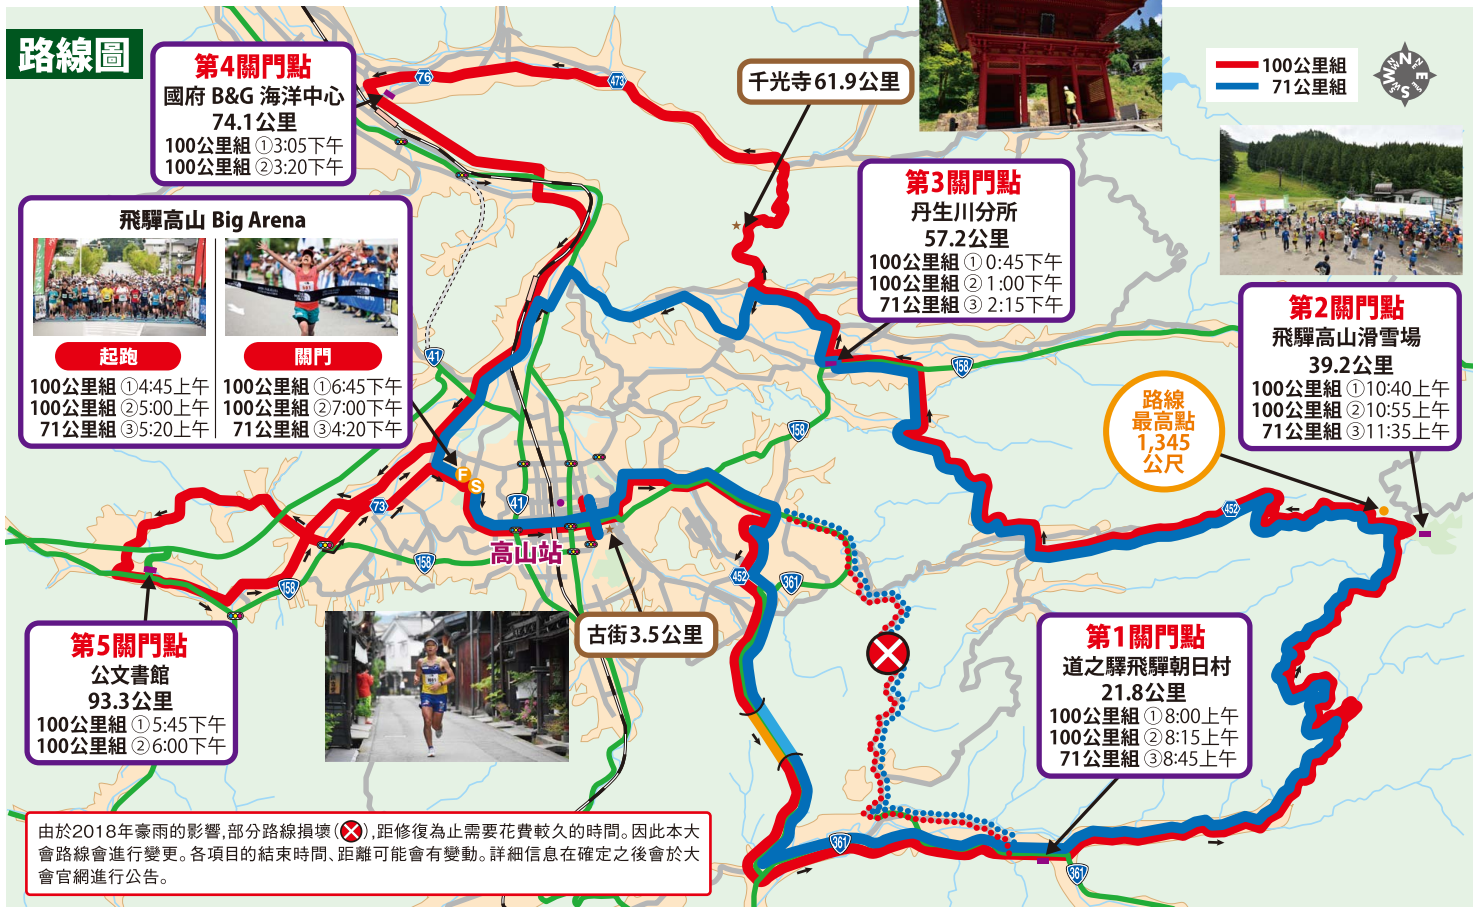 路線圖
第4關門點
國府 B&G 海洋中心
74.1公里
100公里組 ①3:05下午
100公里組 ②3:20下午
飛驒高山 Big Arena
起跑
100公里組 ①4:45上午
100公里組 ②5:00上午
71公里組 ③5:20上午
關門
100公里組 ①6:45下午
100公里組 ②7:00下午
71公里組 ③4:20下午
千光寺61.9公里
100公里組
71公里組
N
E
S
W
第3關門點
丹生川分所
57.2公里
100公里組 ① 0:45下午
100公里組 ② 1:00下午
71公里組 ③ 2:15下午
第2關門點
飛驒高山滑雪場
39.2公里
100公里組 ①10:40上午
100公里組 ②10:55上午
71公里組 ③11:35上午
路線
最高點
1,345
公尺
76
473
41
158
158
73
F
S
41
452
高山站
158
158
452
361
古街3.5公里
第5關門點
公文書館
93.3公里
100公里組 ①5:45下午
100公里組 ②6:00下午
第1關門點
道之驛飛驒朝日村
21.8公里
100公里組 ①8:00上午
100公里組 ②8:15上午
71公里組 ③8:45上午
361
361
由於2018年豪雨的影響,部分路線損壞( ),距修復為止需要花費較久的時間。因此本大
會路線會進行變更。各項目的結束時間、距離可能會有變動。詳細信息在確定之後會於大
會官網進行公告。